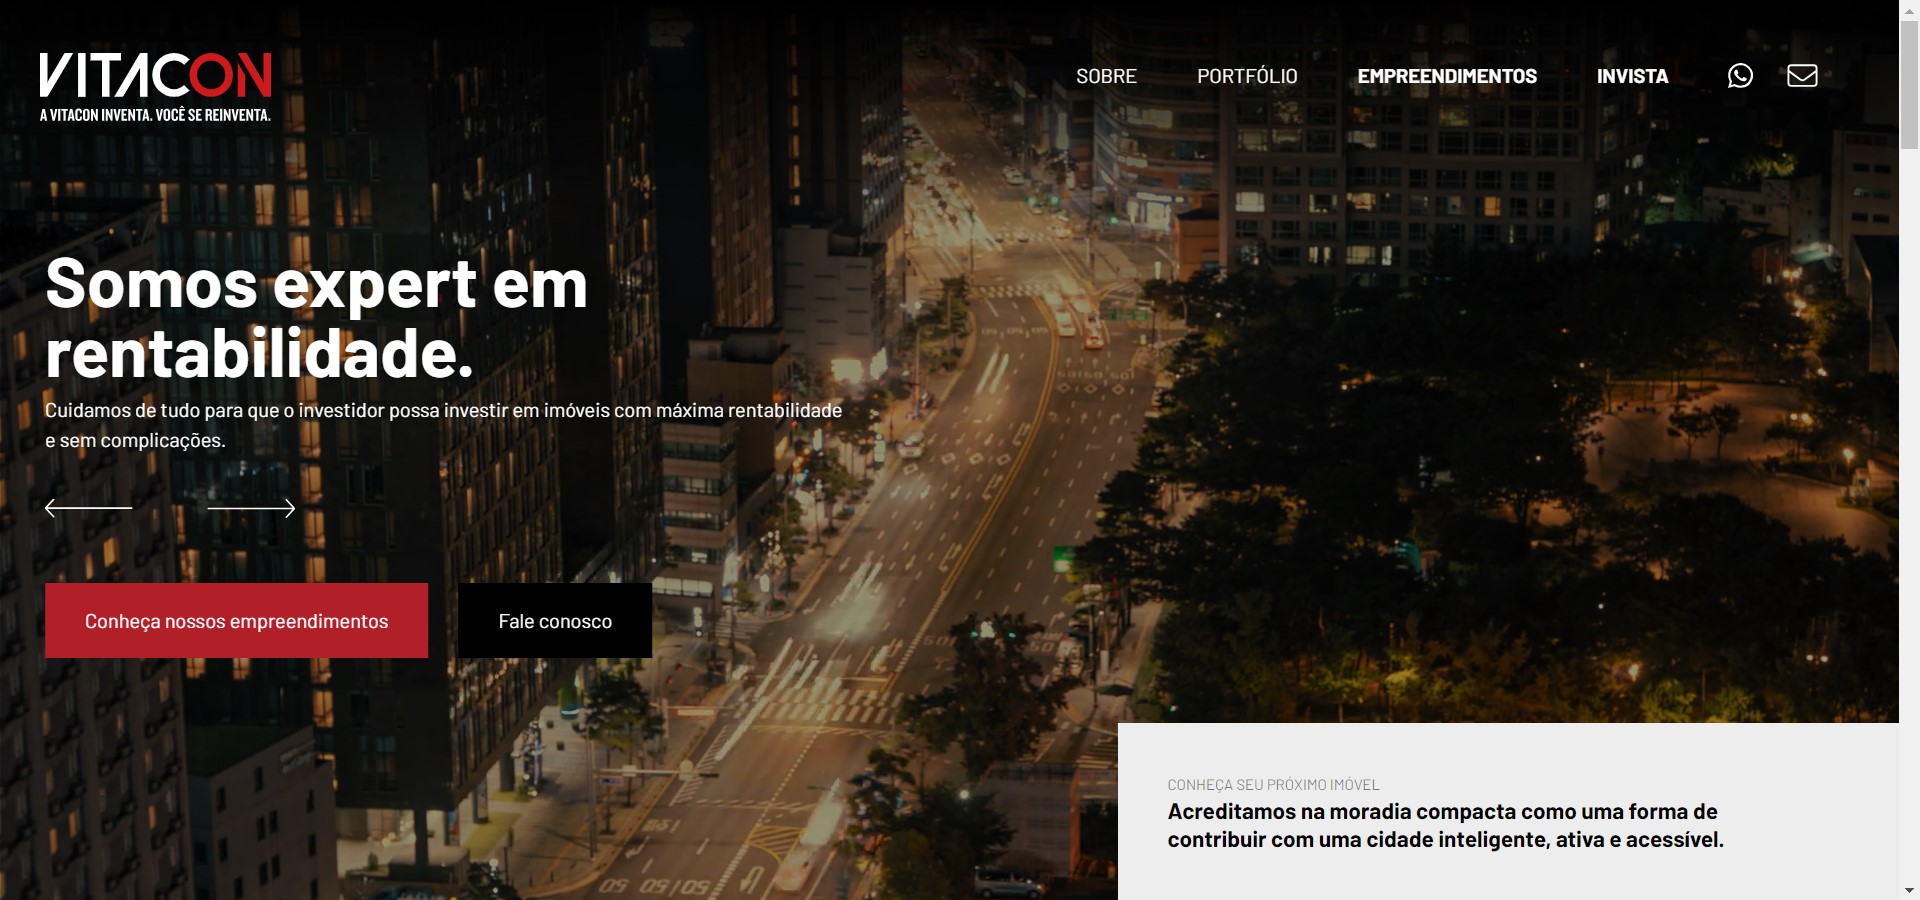 VITACON
A VITACON INVENTA. VOCÊ SE REINVENTA.
SOBRE
PORTFÓLIO
EMPREENDIMENTOS
INVISTA
Somos expert em
rentabilidade.
Cuidamos de tudo para que o investidor possa investir em imóveis com máxima rentabilidade
e sem complicações.
Conheça nossos empreendimentos
Fale conosco
CONHEÇA SEU PRÓXIMO IMÓVEL
Acreditamos na moradia compacta como uma forma de
contribuir com uma cidade inteligente, ativa e acessível.